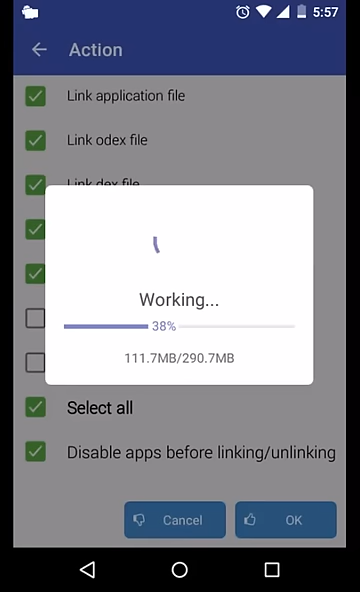 5:57
Action
Link application file
Link odex file
Link dex file
Working...
38%
111.7MB/290.7MB
Select all
Disable apps before linking/unlinking
Cancel
OK